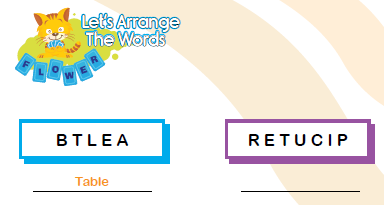 Let's Arrange
The Words
FLOWER
BTLEA
RETUCIP
Table